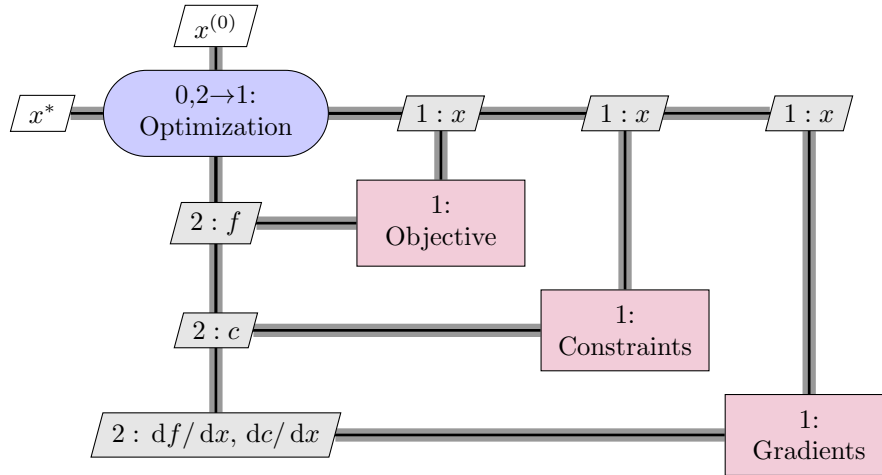 x^{(0)}
x^*
0,2→1:
Optimization
1 : x
1 : x
1 : x
2 : f
1:
Objective
2 : c
1:
Constraints
2 : df/dx, dc/dx
1:
Gradients